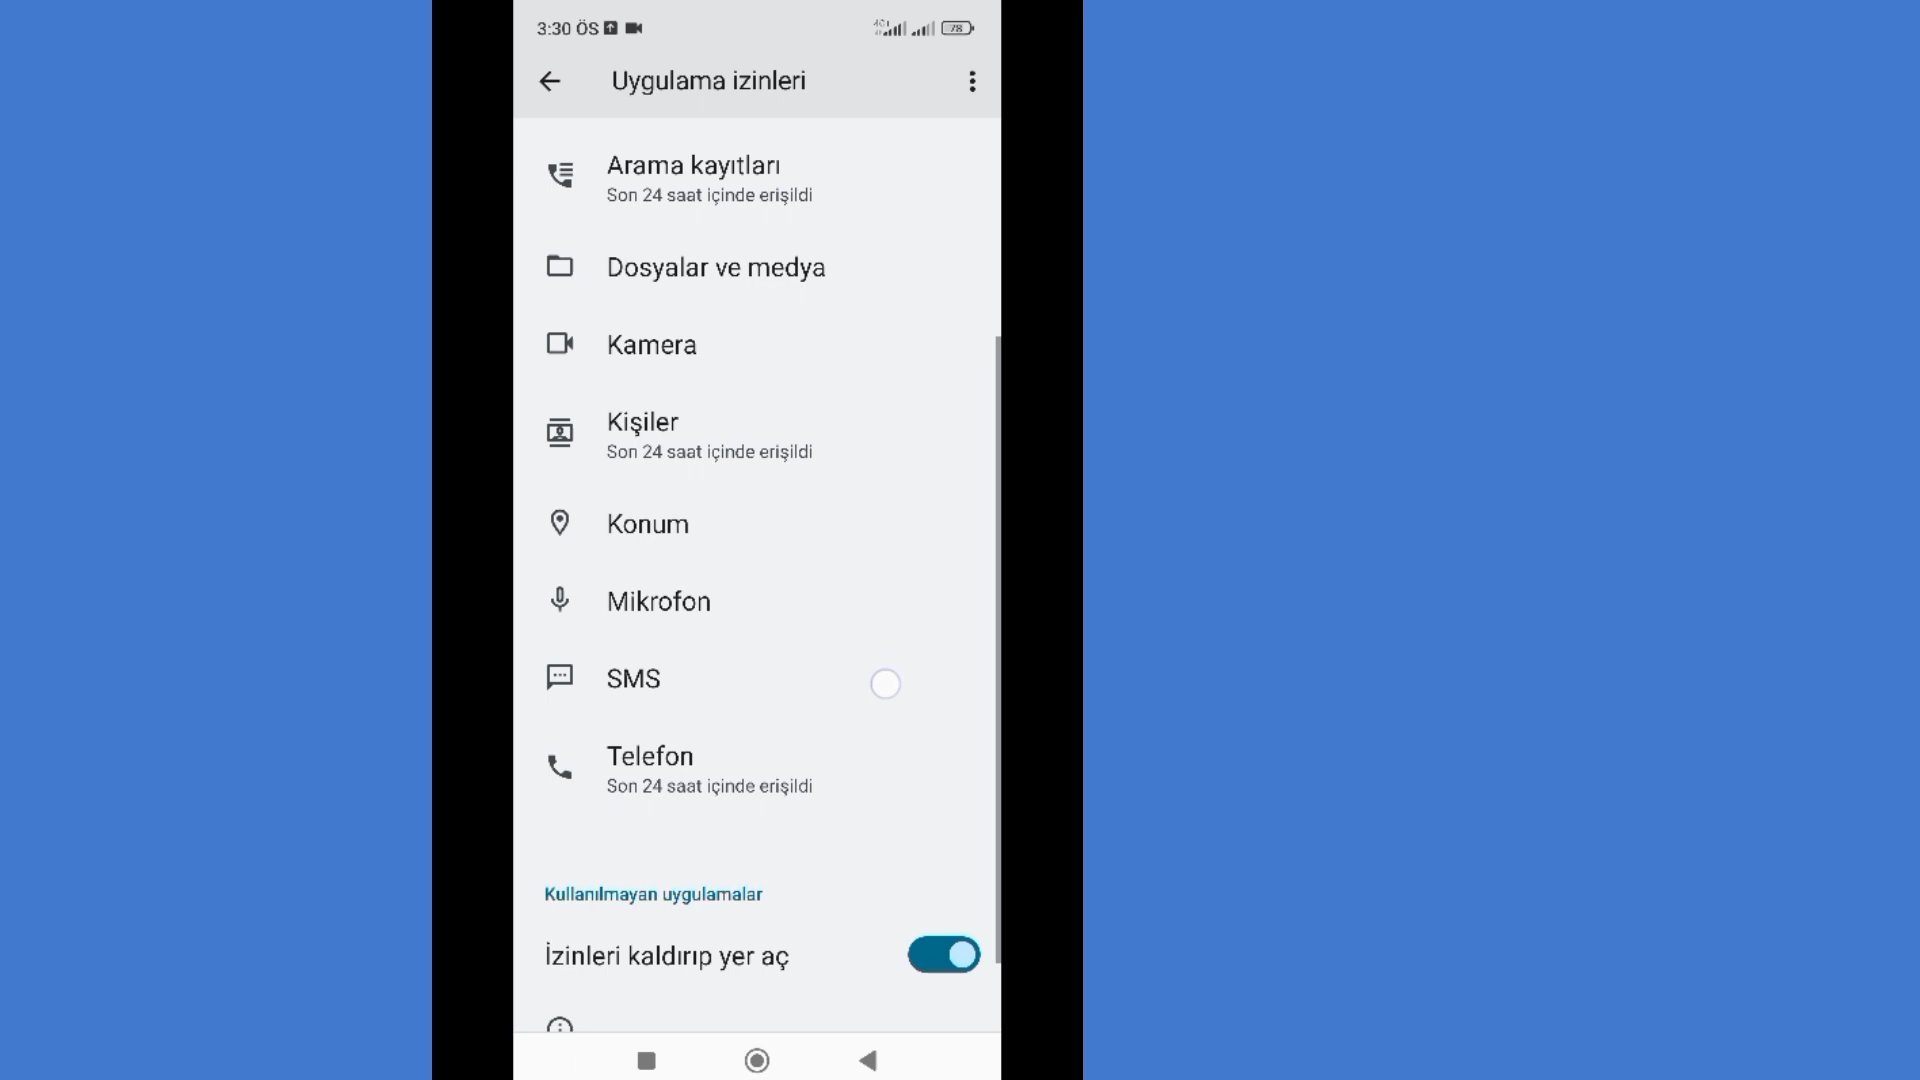 3:30 ÖS
78
Uygulama izinleri
Arama kayıtları
Son 24 saat içinde erişildi
Dosyalar ve medya
Kamera
Kişiler
Son 24 saat içinde erişildi
Konum
Mikrofon
SMS
Telefon
Son 24 saat içinde erişildi
Kullanılmayan uygulamalar
İzinleri kaldırıp yer aç